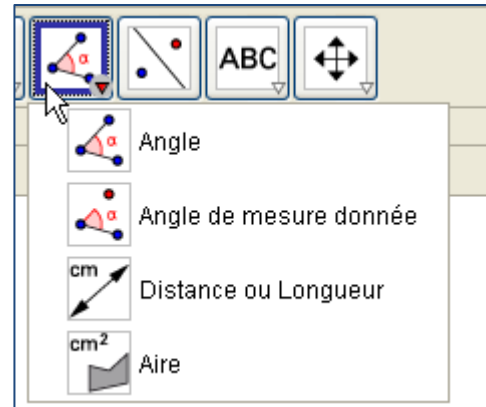 α
ABC
α
Angle
α
Angle de mesure donnée
cm
Distance ou Longueur
cm²
Aire